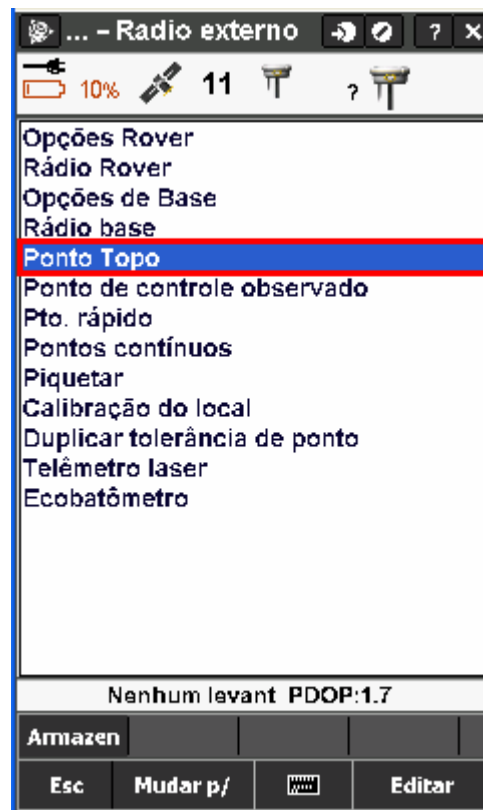 ... – Radio externo ? x
10% 11 ?
Opções Rover
Rádio Rover
Opções de Base
Rádio base
Ponto Topo
Ponto de controle observado
Pto. rápido
Pontos contínuos
Piquetar
Calibração do local
Duplicar tolerância de ponto
Telêmetro laser
Ecobatômetro
Nenhum levant PDOP:1.7
Armazen
Esc Mudar p/ Editar